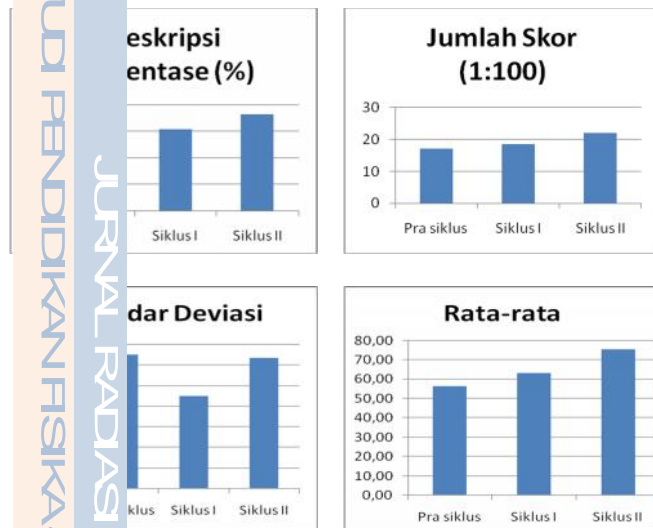 UDI PENDIDIKAN FISIKA
JURNAL RADIASI
eskripsi
entase (%)
Siklus I Siklus II
Jumlah Skor
(1:100)
30
20
10
0
Pra siklus Siklus I Siklus II
dar Deviasi
klus Siklus I Siklus II
Rata-rata
80,00
70,00
60,00
50,00
40,00
30,00
20,00
10,00
0,00
Pra siklus Siklus I Siklus II